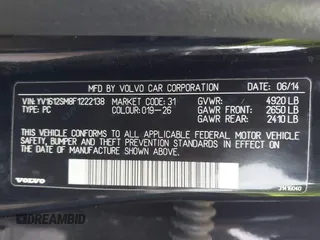 MFD BY VOLVO CAR CORPORATION 06/14
VIN: YV1612SM8F1222138 MARKET CODE: 31 GVWR: 4920 LB
TYPE: PC COLOUR: 019-26 GAWR FRONT: 2650 LB
GAWR REAR: 2410 LB
THIS VEHICLE CONFORMS TO ALL APPLICABLE FEDERAL MOTOR VEHICLE
SAFETY, BUMPER AND THEFT PREVENTION STANDARDS IN EFFECT ON THE
DATE OF MANUFACTURE SHOWN ABOVE.
VOLVO
DREAMBID